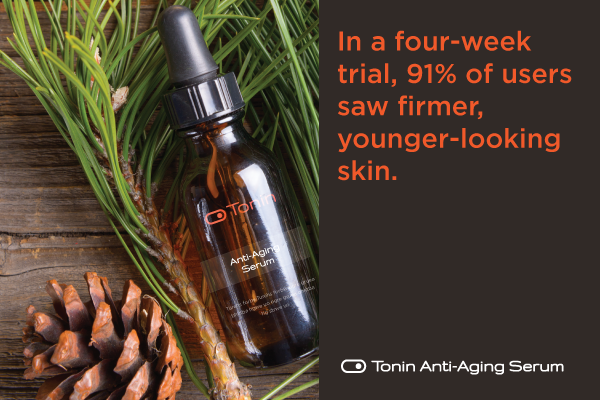 In a four-week
trial, 91% of users
saw firmer,
younger-looking
skin.
Tonin
Anti-Aging
Serum
Tonin Anti-Aging Serum